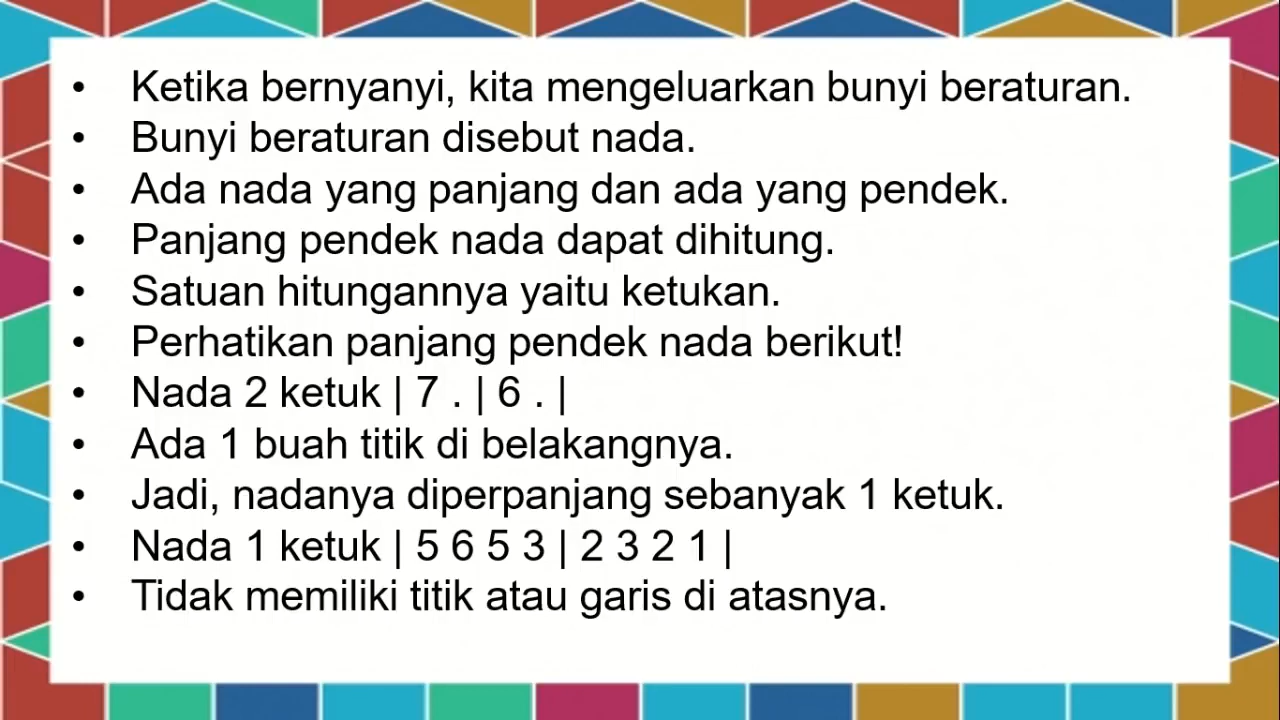 • Ketika bernyanyi, kita mengeluarkan bunyi beraturan.
• Bunyi beraturan disebut nada.
• Ada nada yang panjang dan ada yang pendek.
• Panjang pendek nada dapat dihitung.
• Satuan hitungannya yaitu ketukan.
• Perhatikan panjang pendek nada berikut!
• Nada 2 ketuk | 7 . | 6 . |
• Ada 1 buah titik di belakangnya.
• Jadi, nadanya diperpanjang sebanyak 1 ketuk.
• Nada 1 ketuk | 5 6 5 3 | 2 3 2 1 |
• Tidak memiliki titik atau garis di atasnya.